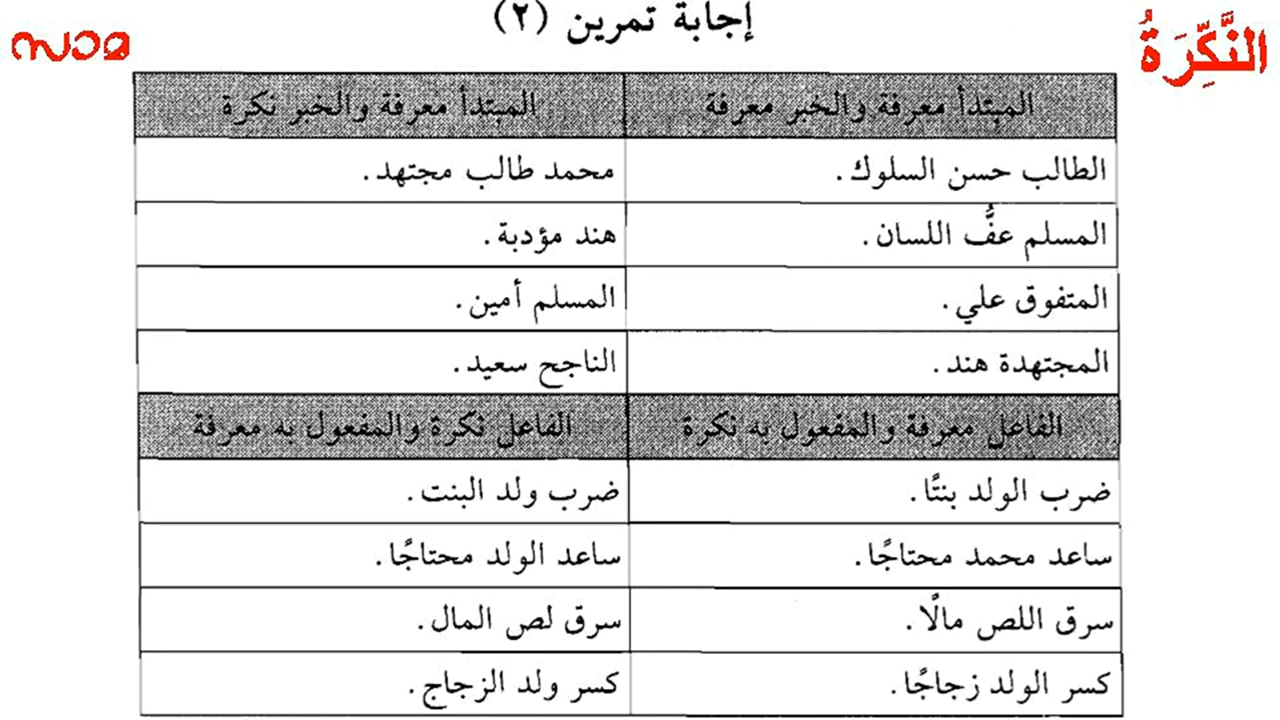 إجابة تمرين (٢)
النَّكِّرَةُ
സാറമ
المبتدأ معرفة والخبر معرفة
المبتدأ معرفة والخبر نكرة
الطالب حسن السلوك.
محمد طالب مجتهد.
المسلم عفُّ اللسان.
هند مؤدبة.
المتفوق علي.
المسلم أمين.
المجتهدة هند.
الناجح سعيد.
الفاعل معرفة والمفعول به نكرة
الفاعل نكرة والمفعول به معرفة
ضرب الولد بنتًا.
ضرب ولد البنت.
ساعد محمد محتاجًا.
ساعد الولد محتاجًا.
سرق اللص مالًا.
سرق لص المال.
كسر الولد زجاجًا.
كسر ولد الزجاج.